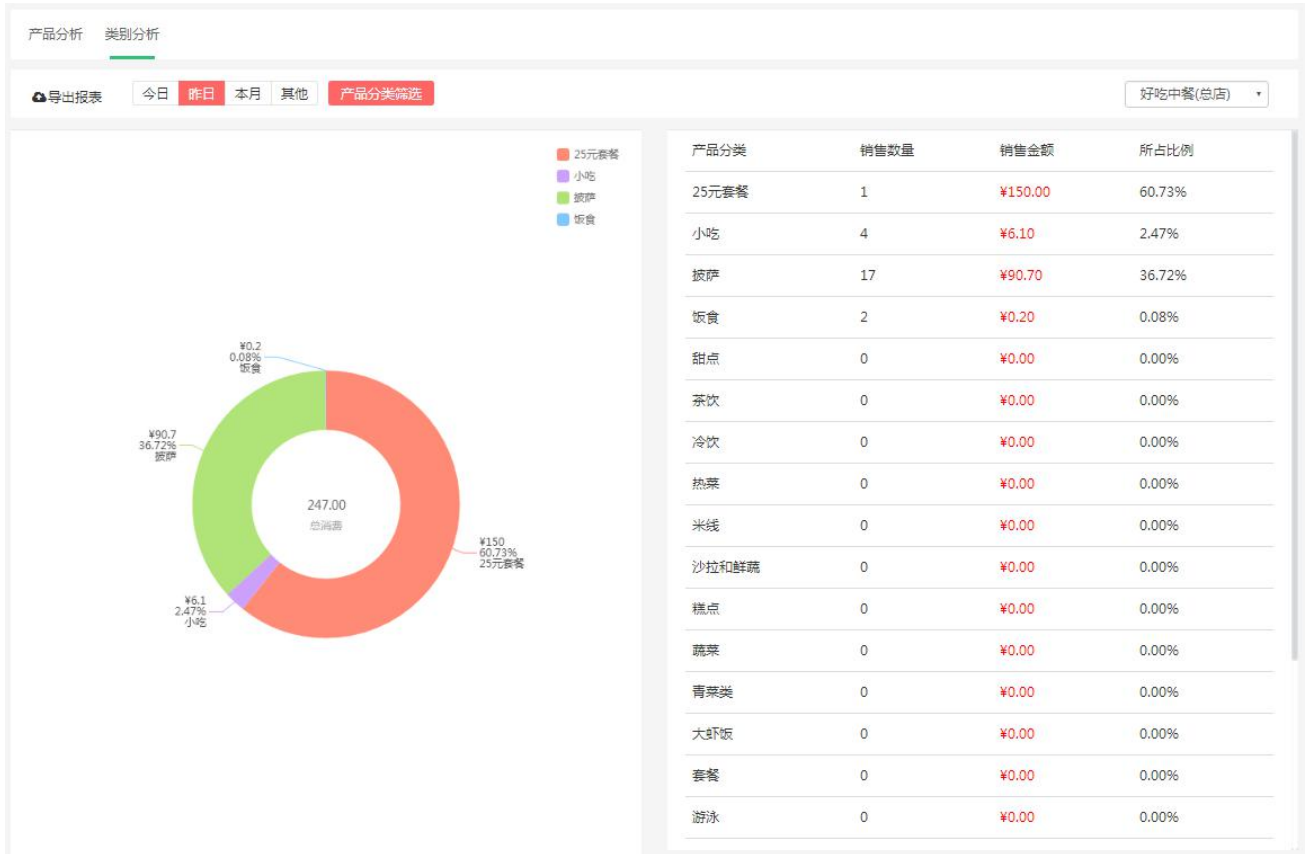 产品分析 类别分析
导出报表 今日 昨日 本月 其他 产品分类筛选 好吃中餐(总店)
25元套餐
小吃
披萨
饭食
¥0.2
0.08%
饭食
¥90.7
36.72%
披萨
247.00
总消费
¥150
60.73%
25元套餐
¥6.1
2.47%
小吃
产品分类 销售数量 销售金额 所占比例
25元套餐 1 ¥150.00 60.73%
小吃 4 ¥6.10 2.47%
披萨 17 ¥90.70 36.72%
饭食 2 ¥0.20 0.08%
甜点 0 ¥0.00 0.00%
茶饮 0 ¥0.00 0.00%
冷饮 0 ¥0.00 0.00%
热菜 0 ¥0.00 0.00%
米线 0 ¥0.00 0.00%
沙拉和鲜蔬 0 ¥0.00 0.00%
糕点 0 ¥0.00 0.00%
蔬菜 0 ¥0.00 0.00%
青菜类 0 ¥0.00 0.00%
大虾饭 0 ¥0.00 0.00%
套餐 0 ¥0.00 0.00%
游泳 0 ¥0.00 0.00%